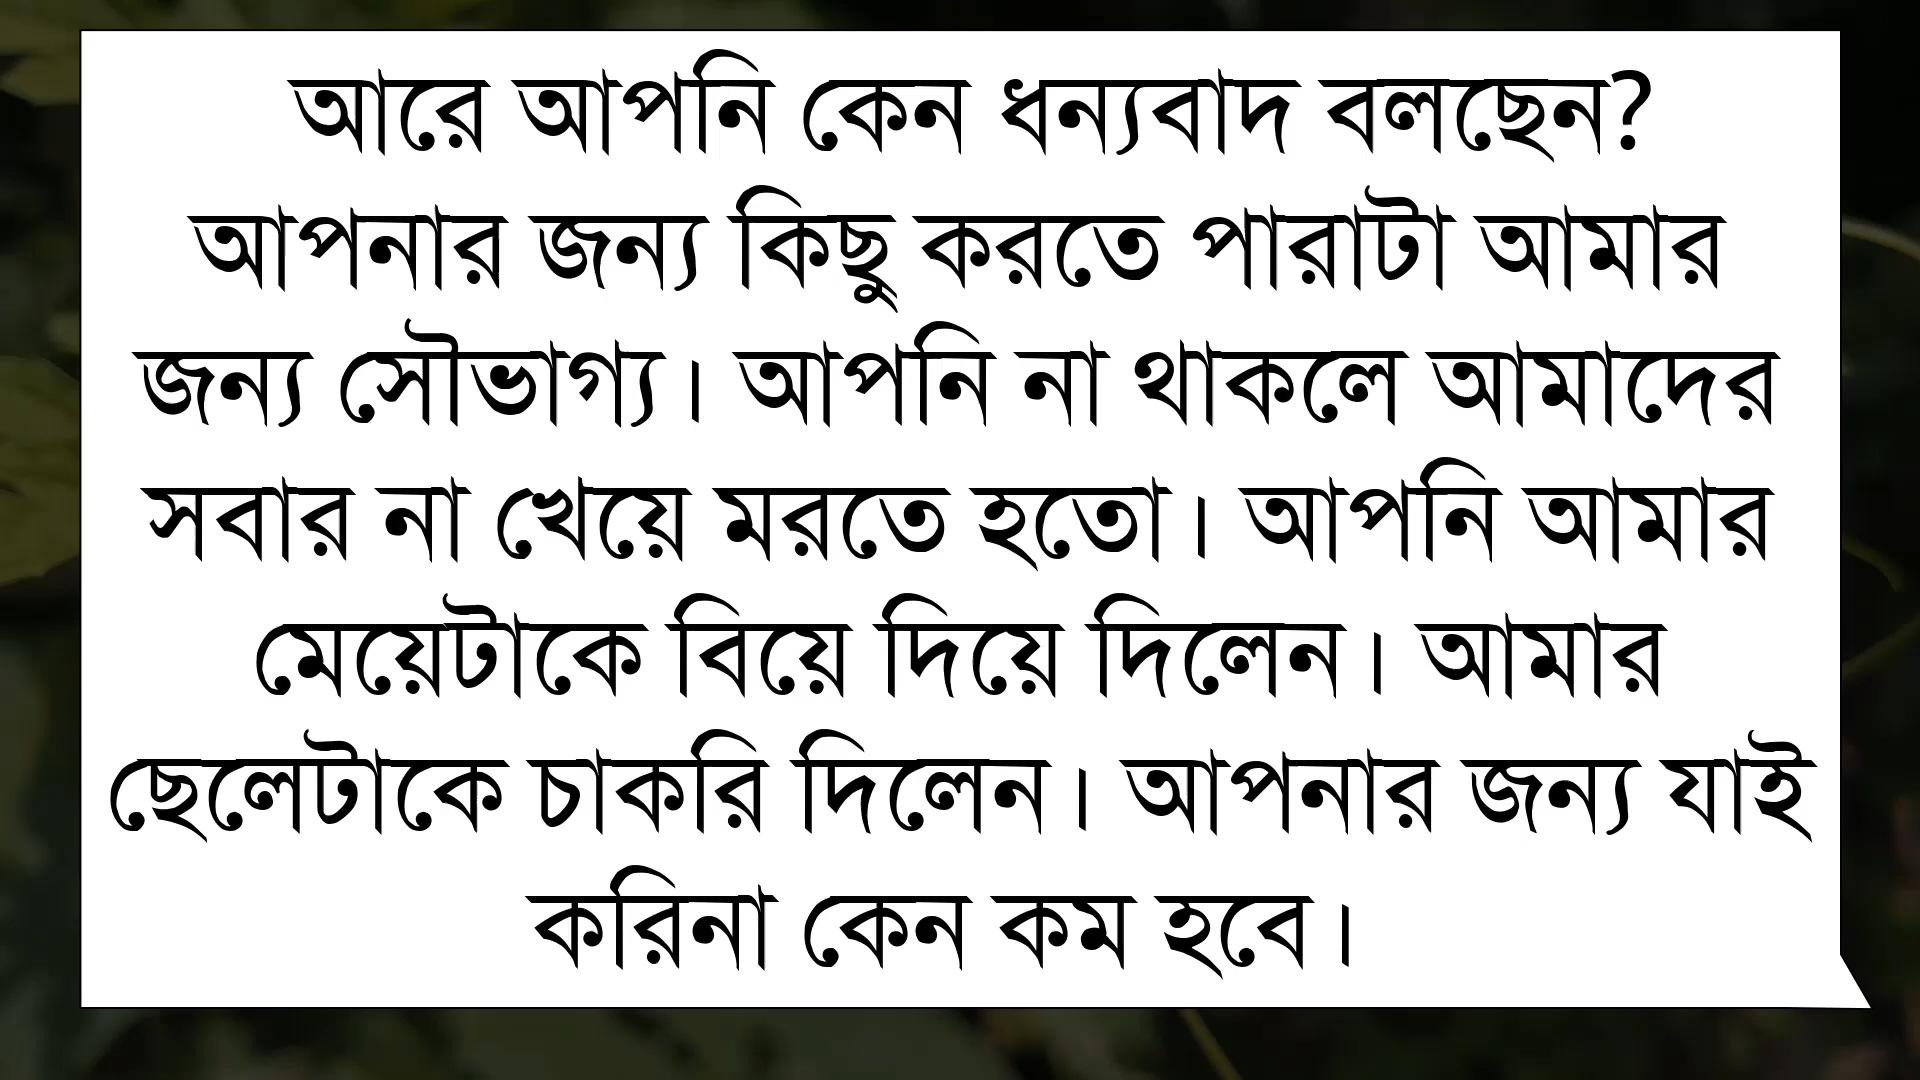 আরে আপনি কেন ধন্যবাদ বলছেন?
আপনার জন্য কিছু করতে পারাটা আমার
জন্য সৌভাগ্য। আপনি না থাকলে আমাদের
সবার না খেয়ে মরতে হতো। আপনি আমার
মেয়েটাকে বিয়ে দিয়ে দিলেন। আমার
ছেলেটাকে চাকরি দিলেন। আপনার জন্য যাই
করিনা কেন কম হবে।